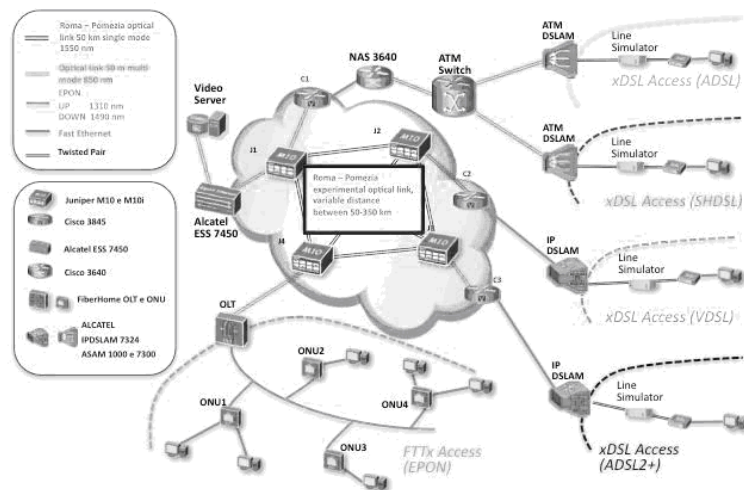 Roma – Pomezia optical
link 50 km single mode
1550 nm
Optical link 50 m multi
mode 850 nm
EPON
UP 1310 nm
DOWN 1490 nm
Fast Ethernet
Twisted Pair
Juniper M10 e M10i
Cisco 3845
Alcatel ESS 7450
Cisco 3640
FiberHome OLT e ONU
ALCATEL
IPDSLAM 7324
ASAM 1000 e 7300
Video
Server
Alcatel
ESS 7450
C1
NAS 3640
ATM
Switch
J1
M10
J2
M10
C2
Roma – Pomezia
experimental optical link,
variable distance
between 50-350 km
J4
M10
M10
C3
OLT
ONU1
ONU2
ONU3
ONU4
FTTx Access
(EPON)
ATM
DSLAM
Line
Simulator
xDSL Access (ADSL)
ATM
DSLAM
Line
Simulator
xDSL Access (SHDSL)
IP
DSLAM
Line
Simulator
xDSL Access (VDSL)
IP
DSLAM
Line
Simulator
xDSL Access
(ADSL2+)